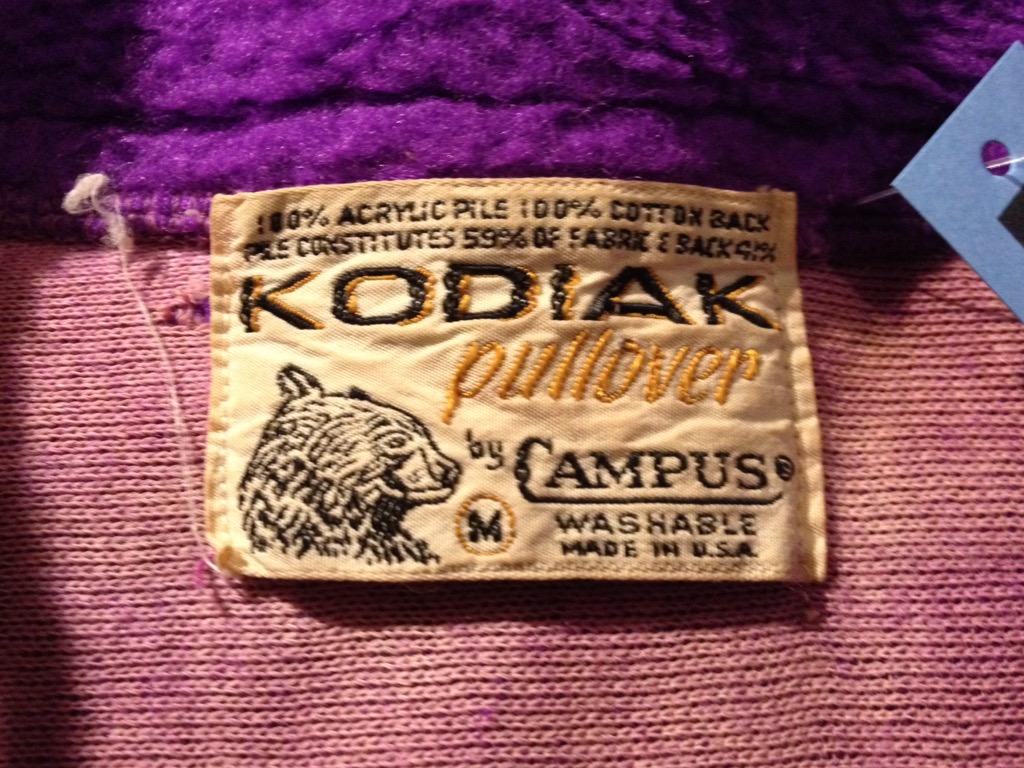 100% ACRYLIC PILE 100% COTTON BACK
PILE CONSTITUTES 59% OF FABRIC & BACK 41%
KODIAK
pullover
by CAMPUS®
M
WASHABLE
MADE IN U.S.A.